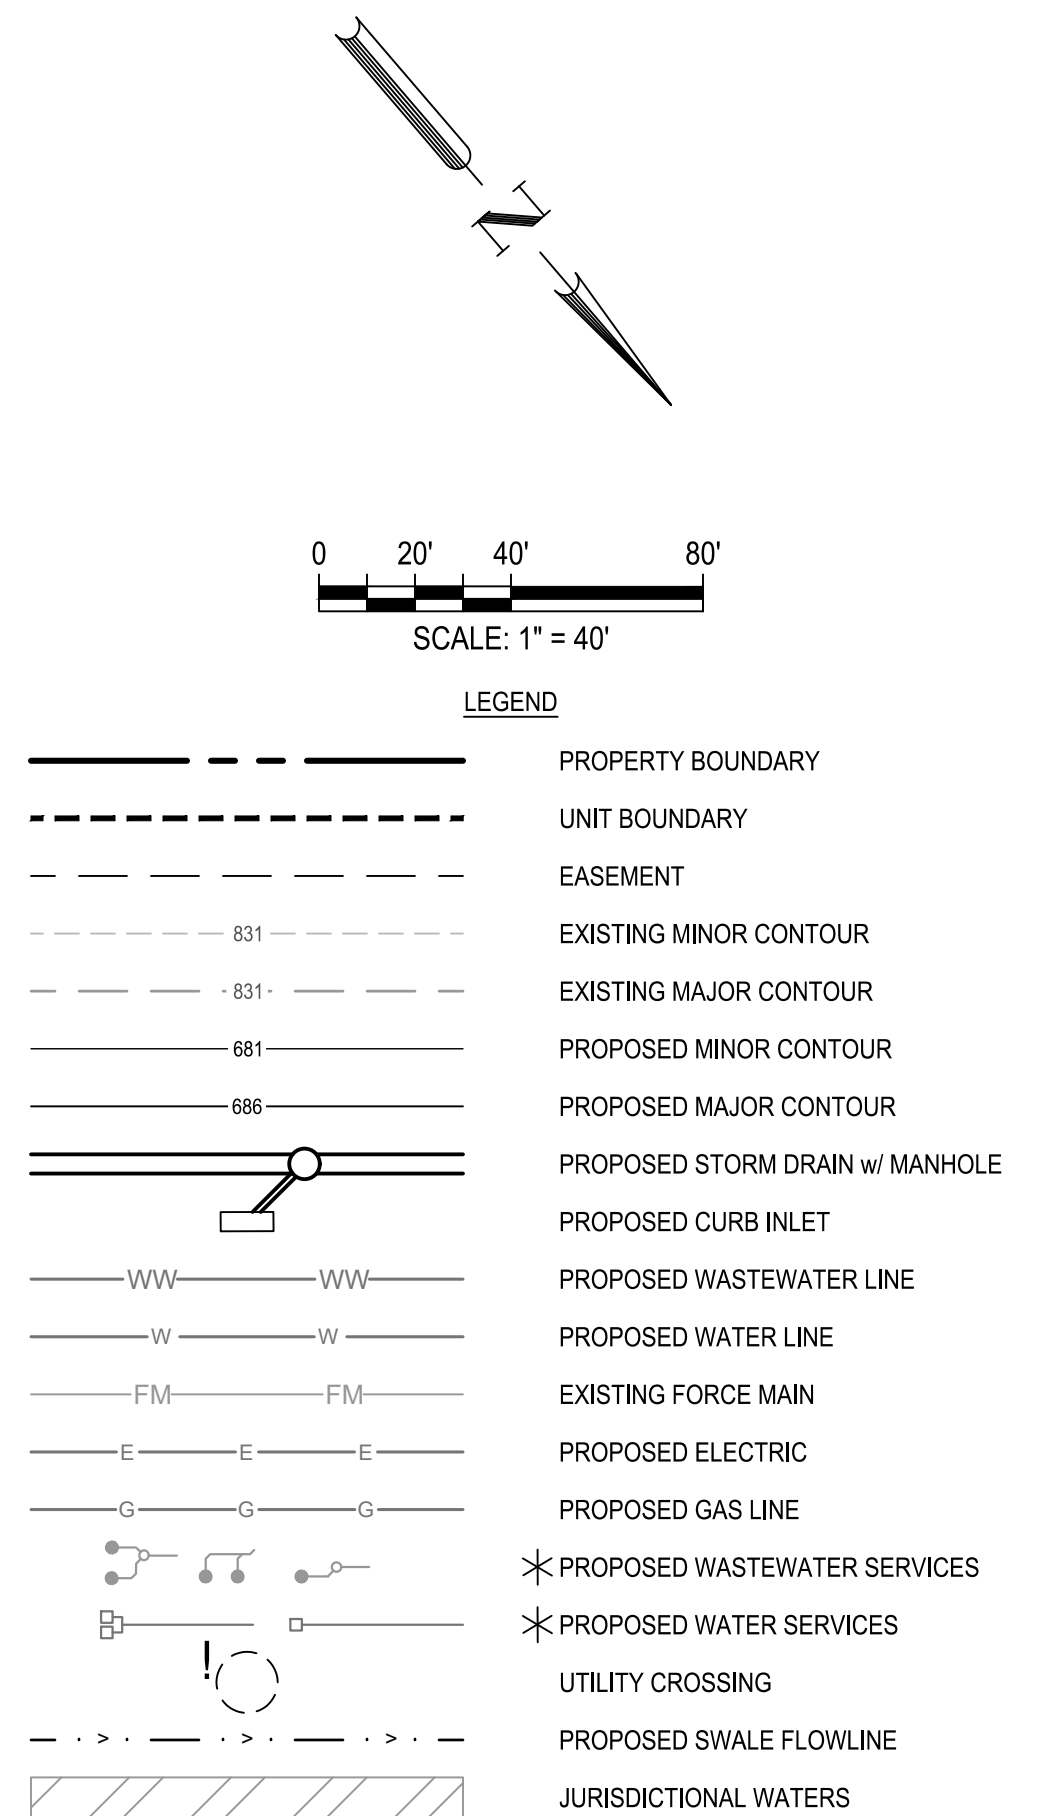 N
0 20' 40' 80'
SCALE: 1" = 40'
LEGEND
PROPERTY BOUNDARY
UNIT BOUNDARY
EASEMENT
831 EXISTING MINOR CONTOUR
831 EXISTING MAJOR CONTOUR
681 PROPOSED MINOR CONTOUR
686 PROPOSED MAJOR CONTOUR
PROPOSED STORM DRAIN w/ MANHOLE
PROPOSED CURB INLET
WW WW PROPOSED WASTEWATER LINE
W W PROPOSED WATER LINE
FM FM EXISTING FORCE MAIN
E E E PROPOSED ELECTRIC
G G G PROPOSED GAS LINE
* PROPOSED WASTEWATER SERVICES
* PROPOSED WATER SERVICES
! UTILITY CROSSING
> > > PROPOSED SWALE FLOWLINE
JURISDICTIONAL WATERS